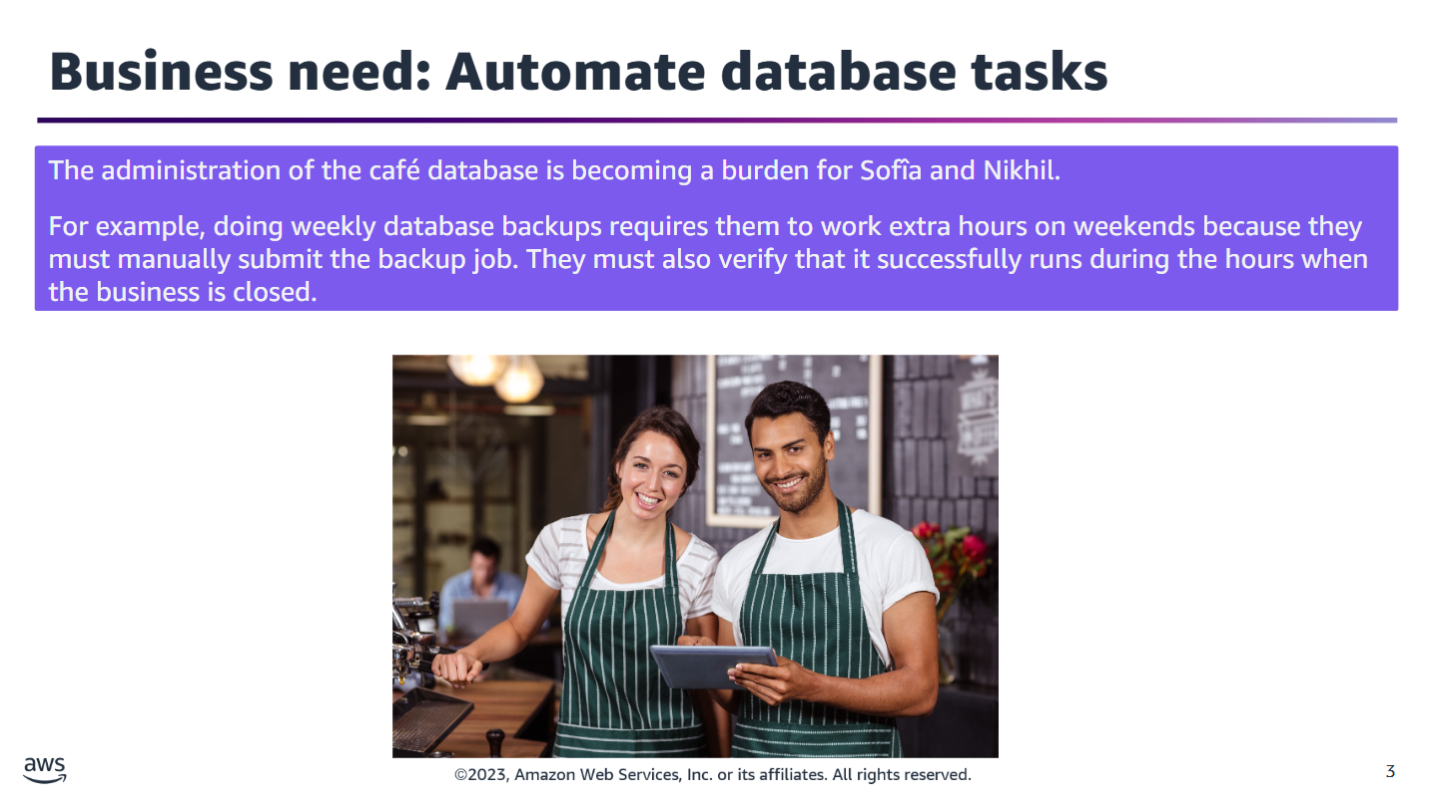 Business need: Automate database tasks
The administration of the café database is becoming a burden for Sofîa and Nikhil.
For example, doing weekly database backups requires them to work extra hours on weekends because they
must manually submit the backup job. They must also verify that it successfully runs during the hours when
the business is closed.
aws
©2023, Amazon Web Services, Inc. or its affiliates. All rights reserved.
3